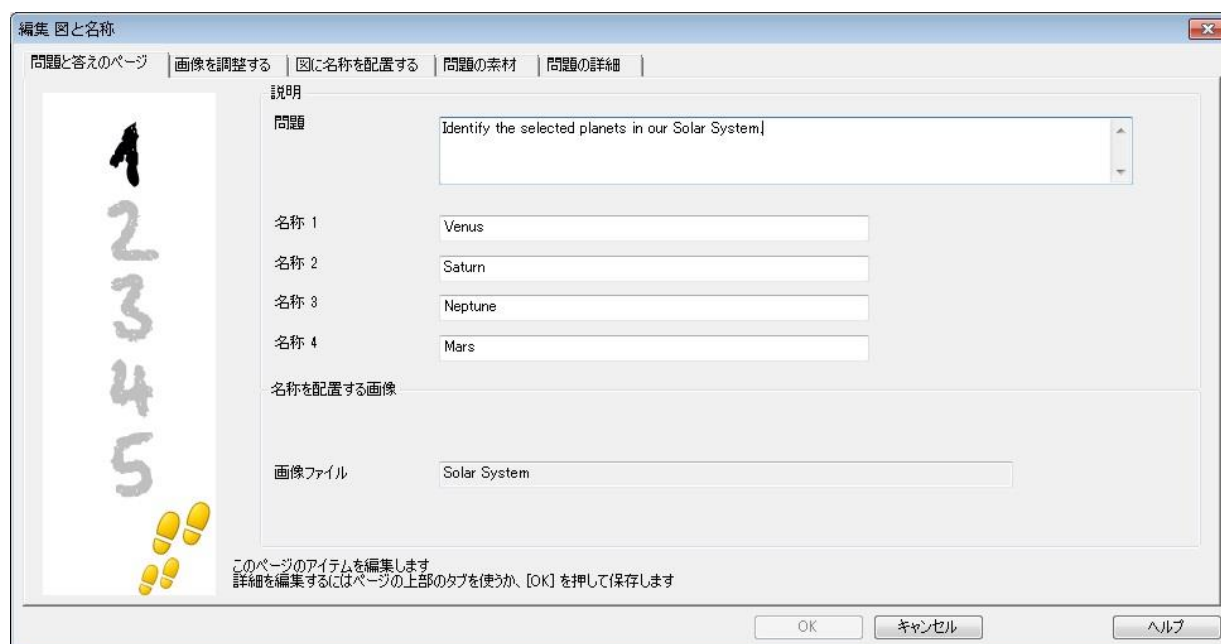 編集 図と名称
問題と答えのページ 画像を調整する 図に名称を配置する 問題の素材 問題の詳細
1
2
3
4
5
説明
問題 Identify the selected planets in our Solar System.
名称 1 Venus
名称 2 Saturn
名称 3 Neptune
名称 4 Mars
名称を配置する画像
画像ファイル Solar System
このページのアイテムを編集します
詳細を編集するにはページの上部のタブを使うか、[OK] を押して保存します
OK キャンセル ヘルプ